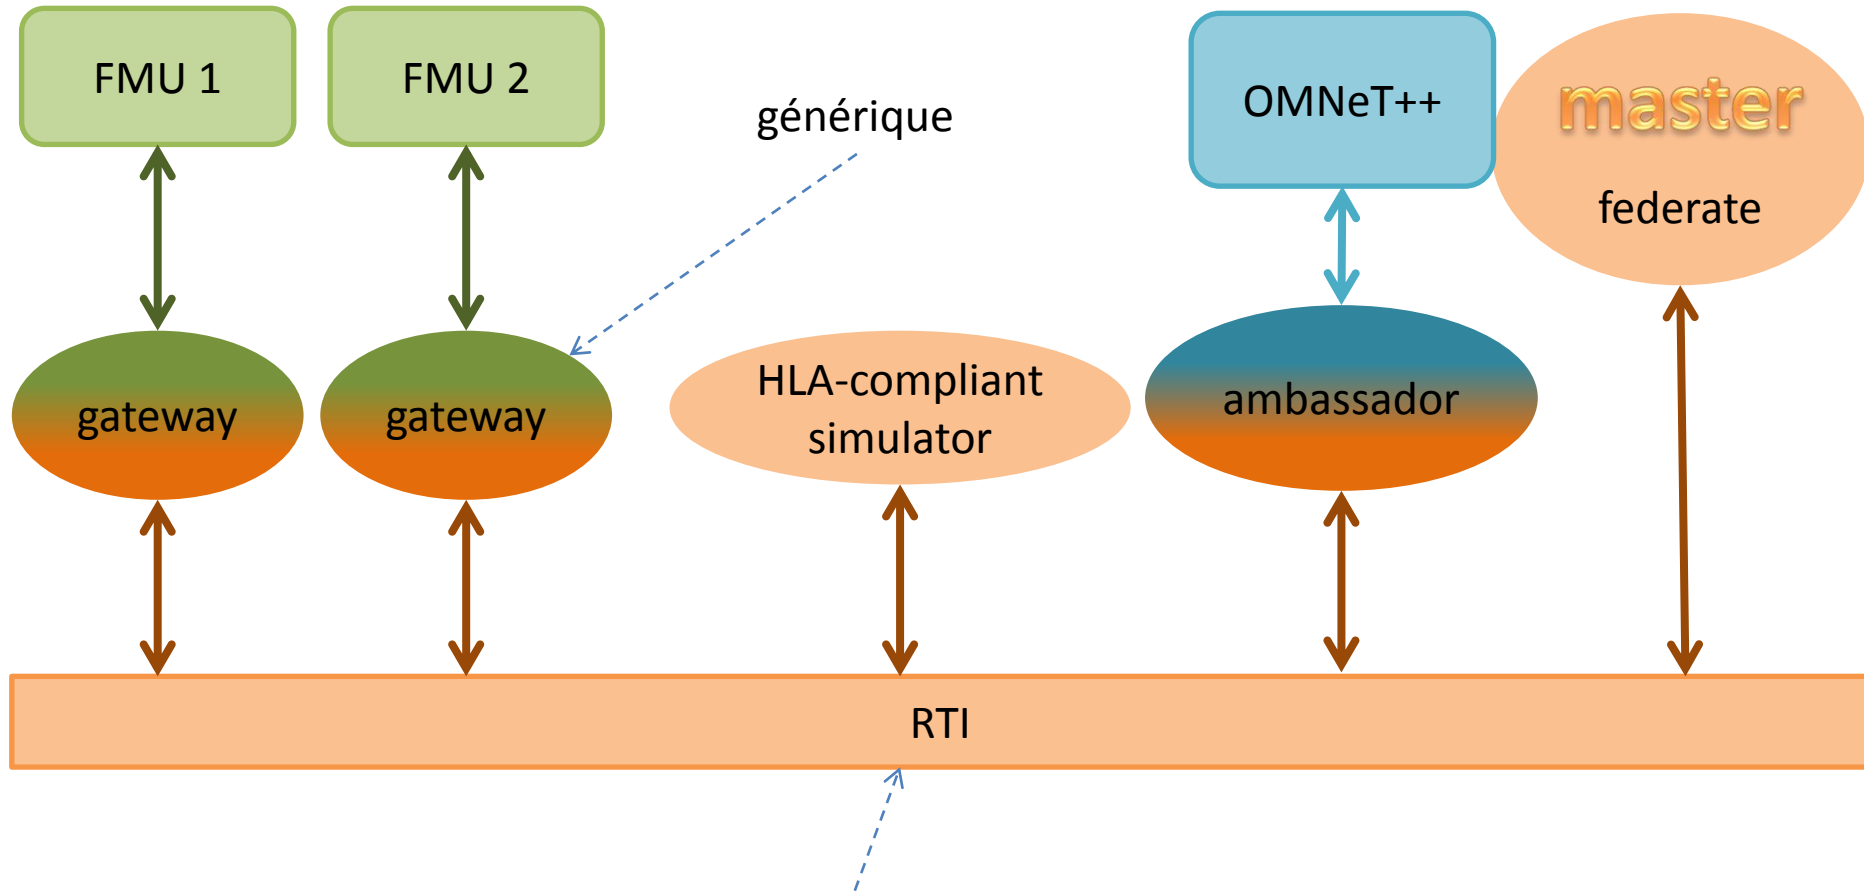 FMU 1
FMU 2
générique
OMNeT++
master
federate
gateway
gateway
HLA-compliant
simulator
ambassador
RTI